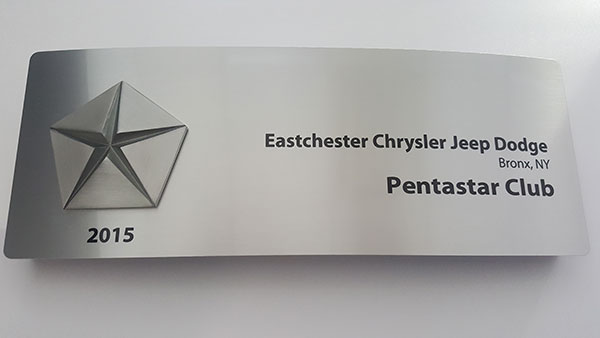 Eastchester Chrysler Jeep Dodge
Bronx, NY
Pentastar Club
2015